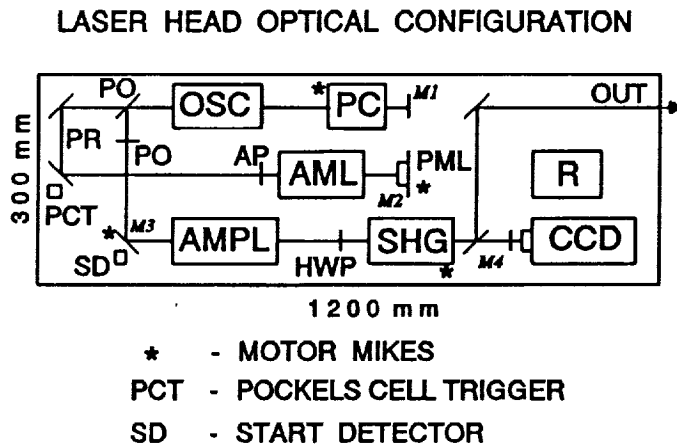 LASER HEAD OPTICAL CONFIGURATION
PO OSC * PC M1 OUT
PR PO AP AML M2 PML * R
300 mm
PCT
* M3 AMPL HWP SHG * M4 CCD
SD
1200 mm
* - MOTOR MIKES
PCT - POCKELS CELL TRIGGER
SD - START DETECTOR